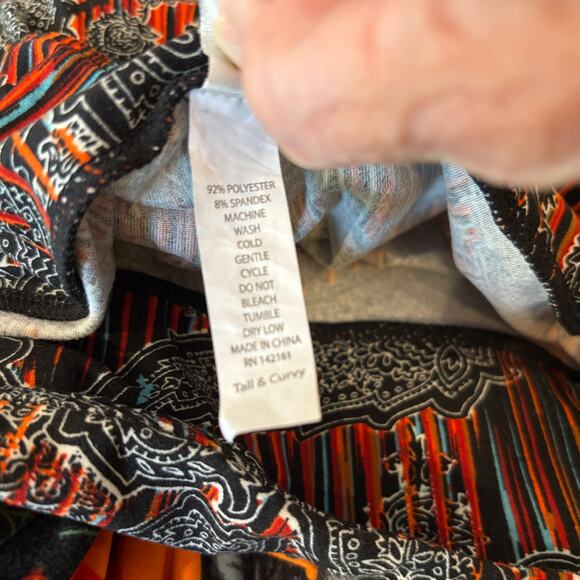 92% POLYESTER
8% SPANDEX
MACHINE
WASH
COLD
GENTLE
CYCLE
DO NOT
BLEACH
TUMBLE
DRY LOW
MADE IN CHINA
RN 142161
Tall & Curvy